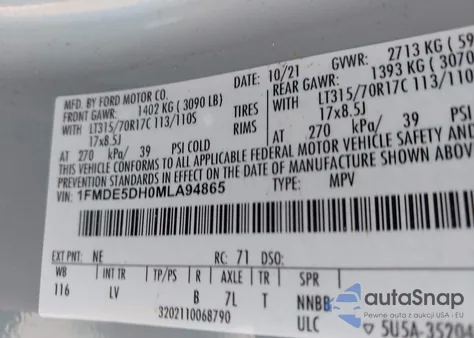 MFD. BY FORD MOTOR CO.
DATE: 10/21 GVWR: 2713 KG ( 59
FRONT GAWR: 1402 KG ( 3090 LB) REAR GAWR: 1393 KG ( 3070
WITH LT315/70R17C 113/110S TIRES WITH LT315/70R17C 113/110
17x8.5J RIMS 17x8.5J
AT 270 kPa/ 39 PSI COLD AT 270 kPa/ 39 PSI
THIS VEHICLE CONFORMS TO ALL APPLICABLE FEDERAL MOTOR VEHICLE SAFETY AND
PREVENTION STANDARDS IN EFFECT ON THE DATE OF MANUFACTURE
VIN: 1FMDE5DH0MLA94865 TYPE: MPV
EXT PNT: NE RC: 71 DSO:
WB INT TR TP/PS R AXLE TR SPR
116 LV B 7L T NNBB
3202110068790 ULC
5U5A-35204
autoSnap
Pewne auta z aukcji USA i Kanady